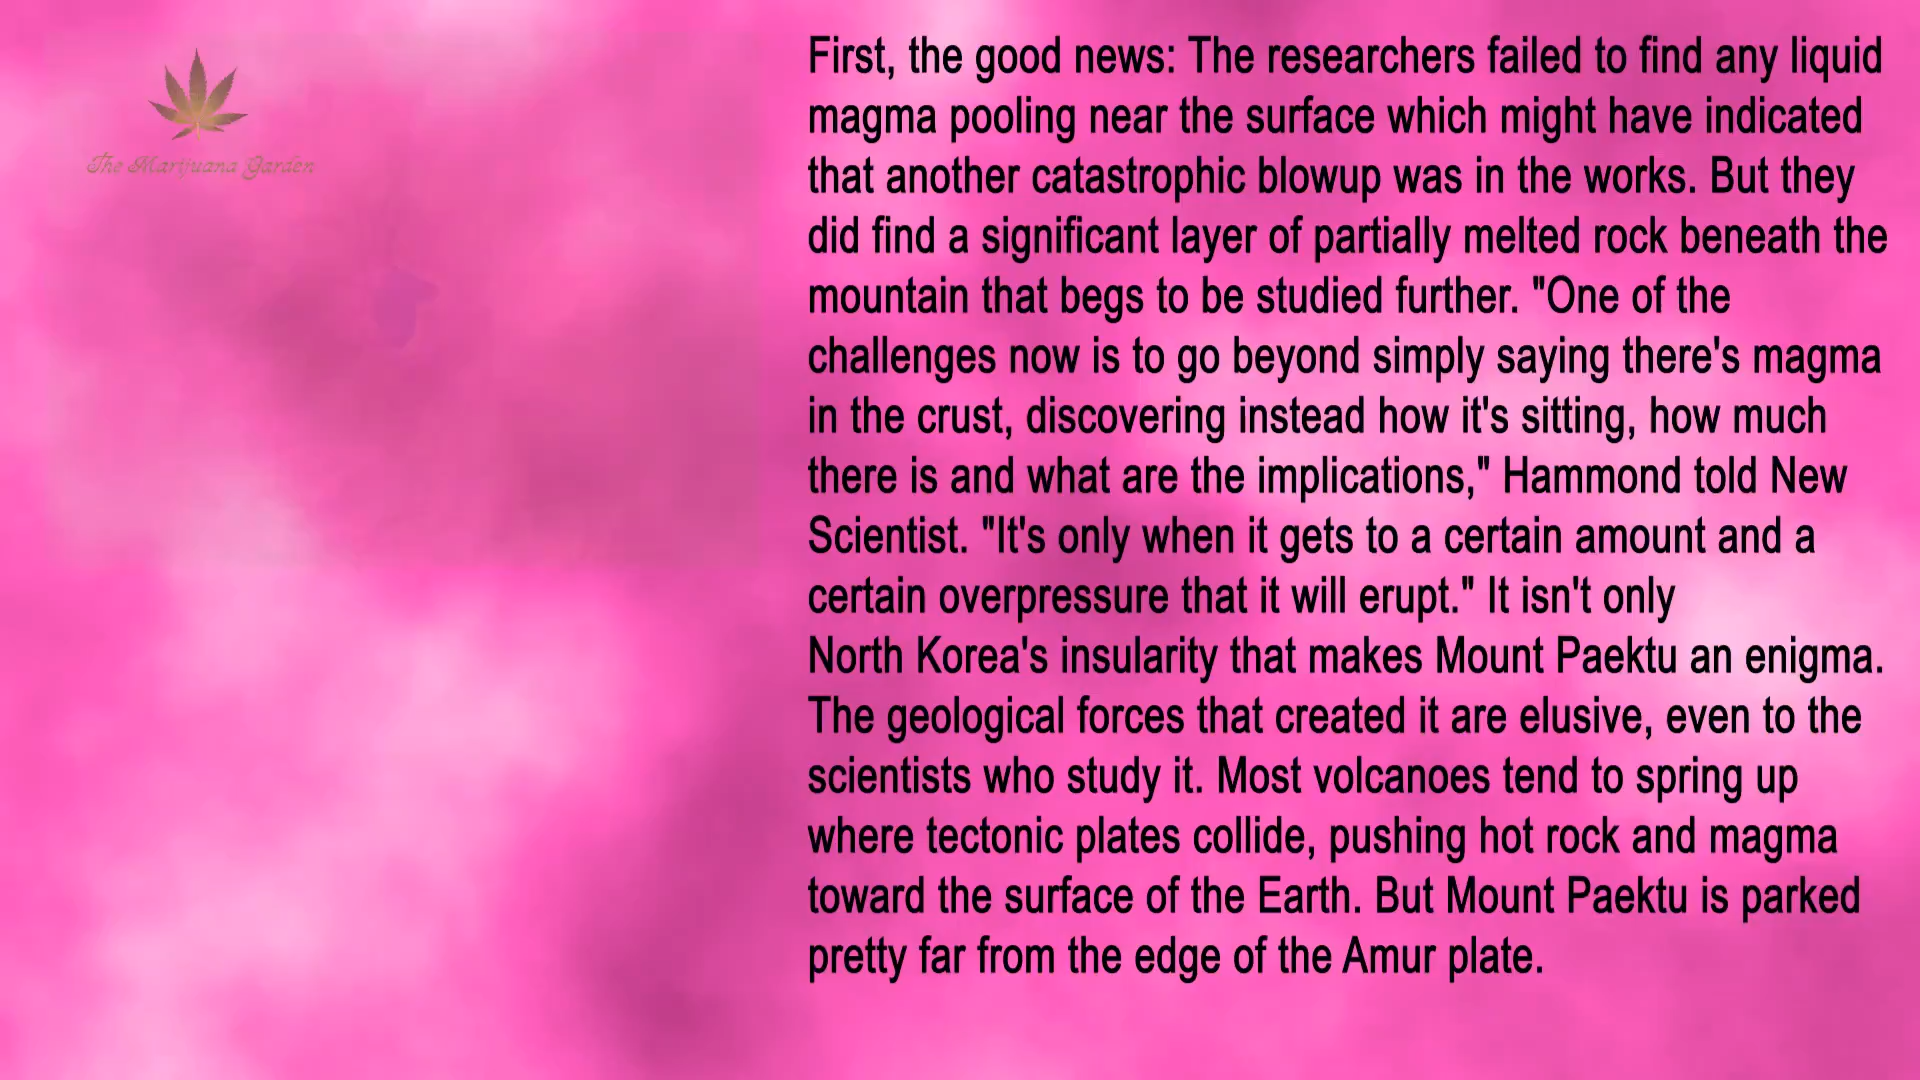 The Marijuana Garden
First, the good news: The researchers failed to find any liquid
magma pooling near the surface which might have indicated
that another catastrophic blowup was in the works. But they
did find a significant layer of partially melted rock beneath the
mountain that begs to be studied further. "One of the
challenges now is to go beyond simply saying there's magma
in the crust, discovering instead how it's sitting, how much
there is and what are the implications," Hammond told New
Scientist. "It's only when it gets to a certain amount and a
certain overpressure that it will erupt." It isn't only
North Korea's insularity that makes Mount Paektu an enigma.
The geological forces that created it are elusive, even to the
scientists who study it. Most volcanoes tend to spring up
where tectonic plates collide, pushing hot rock and magma
toward the surface of the Earth. But Mount Paektu is parked
pretty far from the edge of the Amur plate.